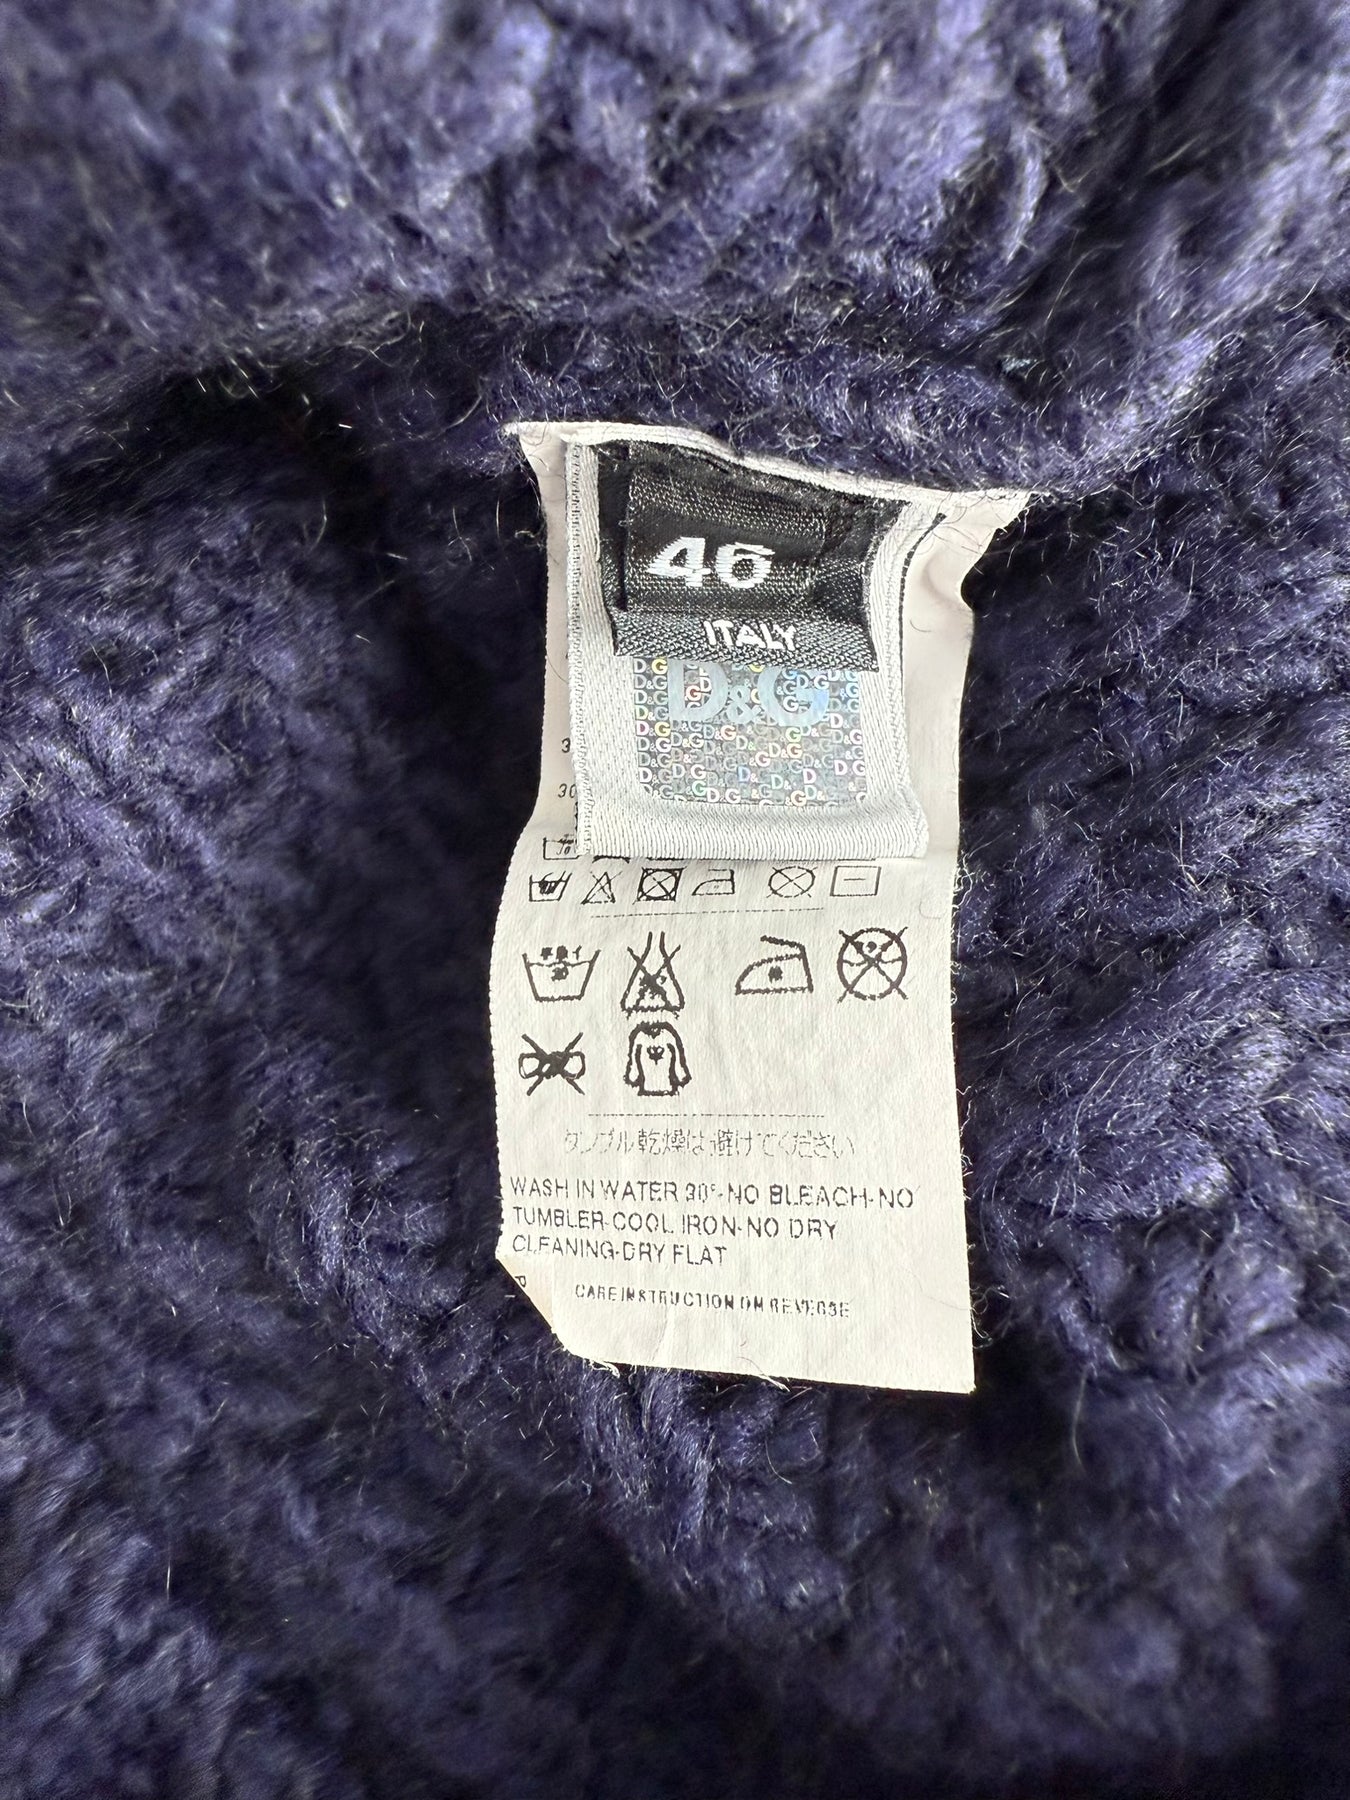 46
ITALY
D&G
30
タンブル乾燥は避けてください
WASH IN WATER 30°-NO BLEACH-NO
TUMBLER-COOL IRON-NO DRY
CLEANING-DRY FLAT
CARE INSTRUCTION ON REVERSE